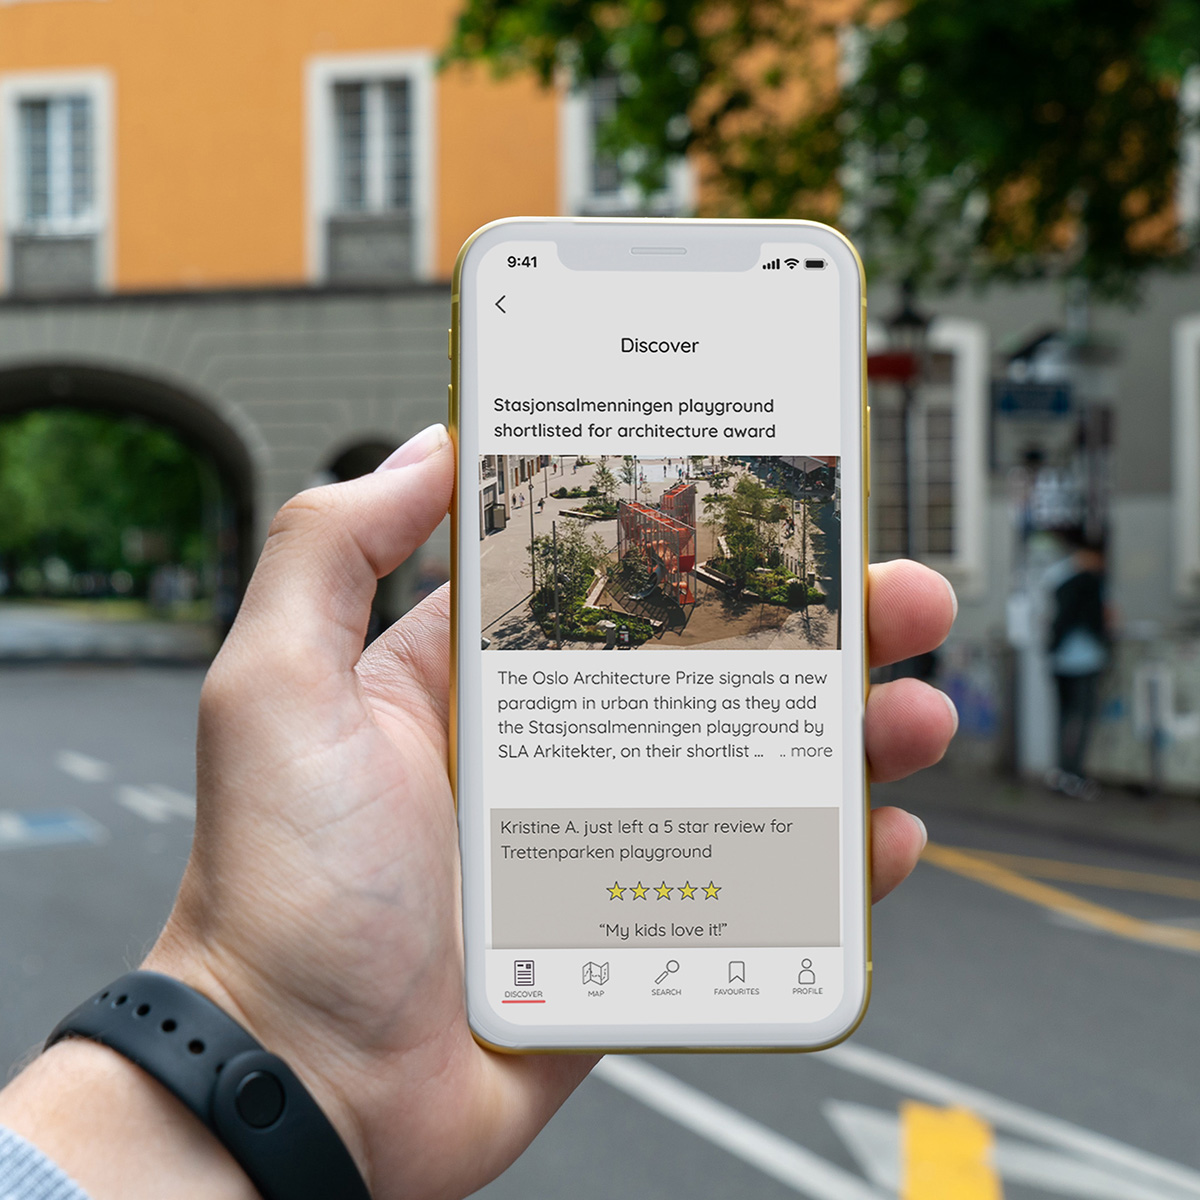 9:41
Discover
Stasjonsalmenningen playground
shortlisted for architecture award
The Oslo Architecture Prize signals a new
paradigm in urban thinking as they add
the Stasjonsalmenningen playground by
SLA Arkitekter, on their shortlist ... .. more
Kristine A. just left a 5 star review for
Trettenparken playground
“My kids love it!”
DISCOVER MAP SEARCH FAVOURITES PROFILE